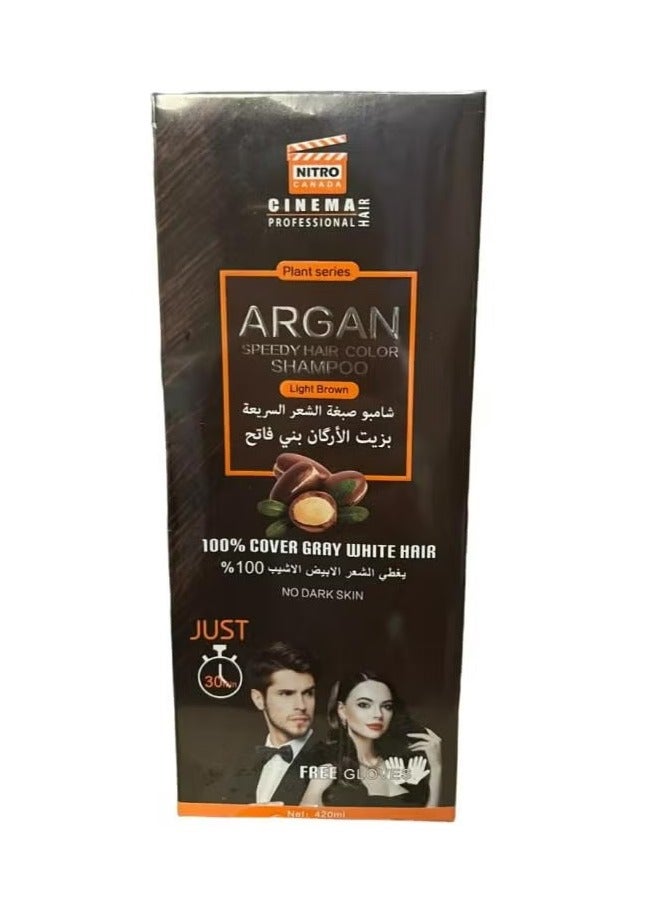 NITRO
CANADA
CINEMA
PROFESSIONAL
HAIR
Plant series
ARGAN
SPEEDY HAIR COLOR
SHAMPOO
Light Brown
شامبو صبغة الشعر السريعة
بزيت الأركان بني فاتح
100% COVER GRAY WHITE HAIR
يغطي الشعر الابيض الاشيب 100%
NO DARK SKIN
JUST
30min
FREE GLOVES
Net: 420ml